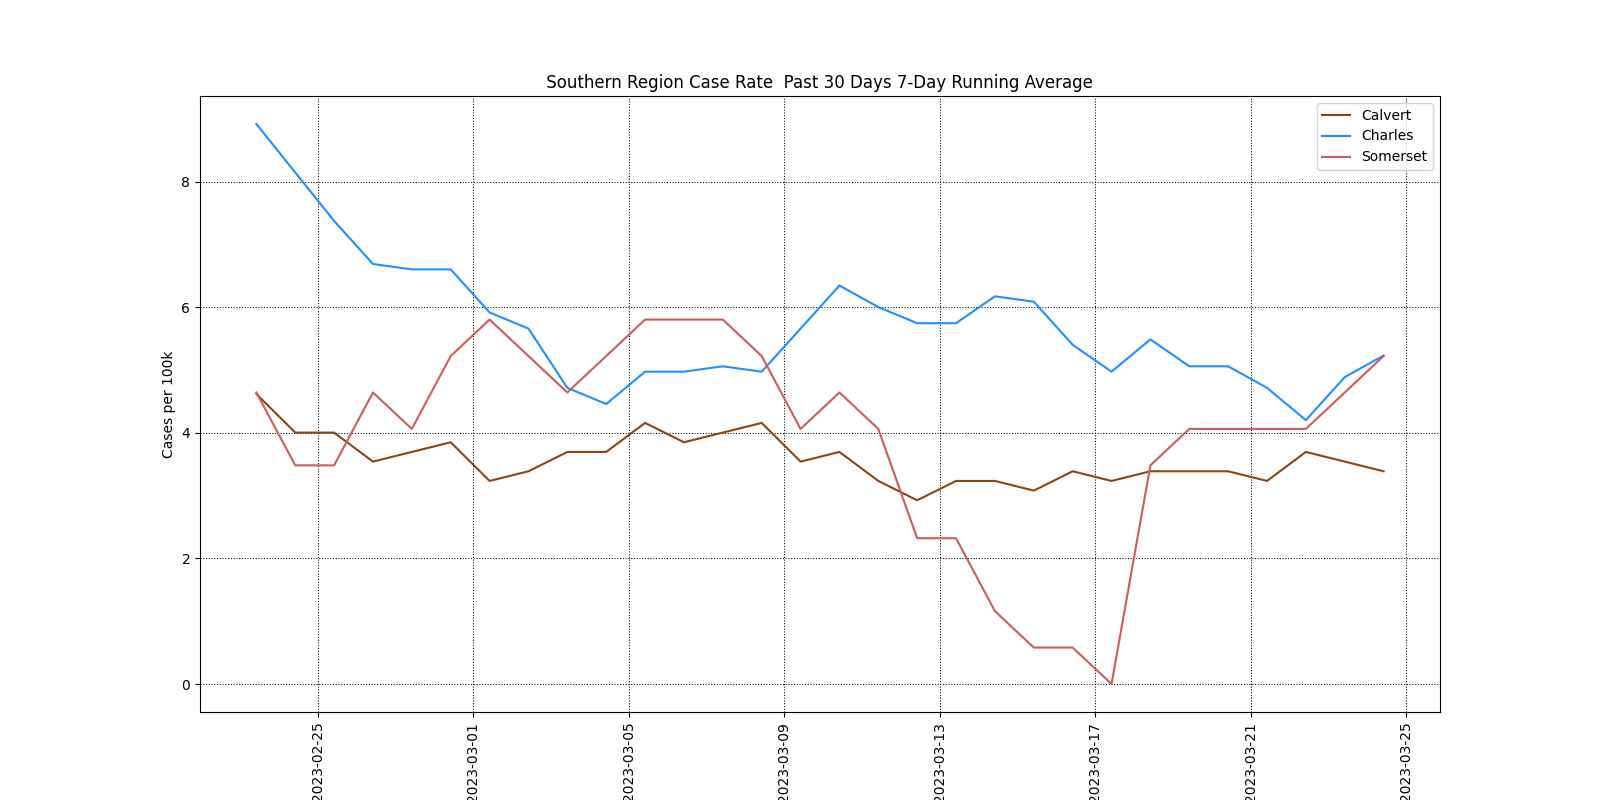 Southern Region Case Rate  Past 30 Days 7-Day Running Average
Calvert
Charles
Somerset
Cases per 100k
8
6
4
2
0
2023-02-25
2023-03-01
2023-03-05
2023-03-09
2023-03-13
2023-03-17
2023-03-21
2023-03-25